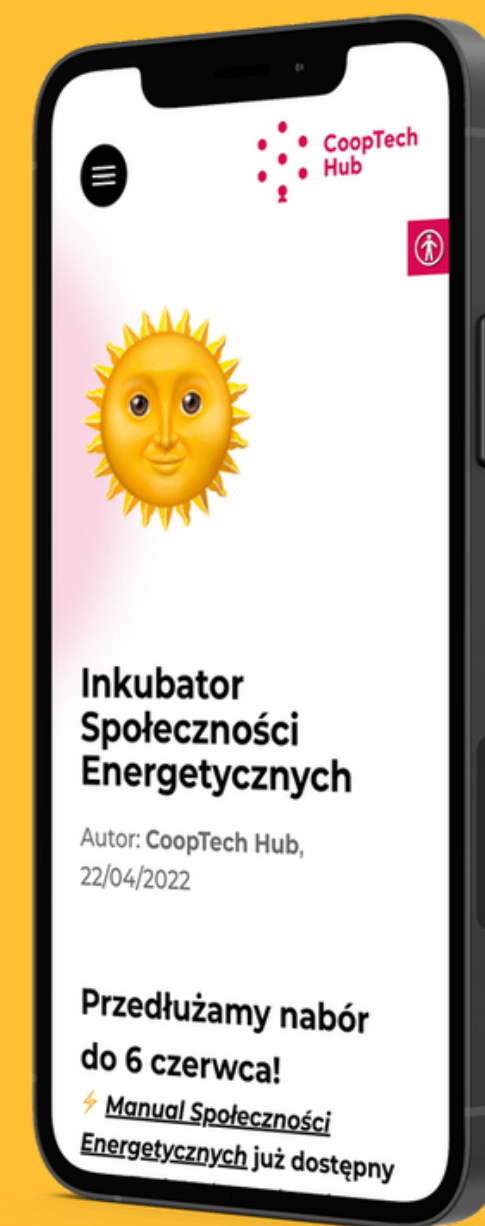 CoopTech
Hub
Inkubator
Społeczności
Energetycznych
Autor: CoopTech Hub,
22/04/2022
Przedłużamy nabór
do 6 czerwca!
⚡ Manual Społeczności
Energetycznych już dostępny